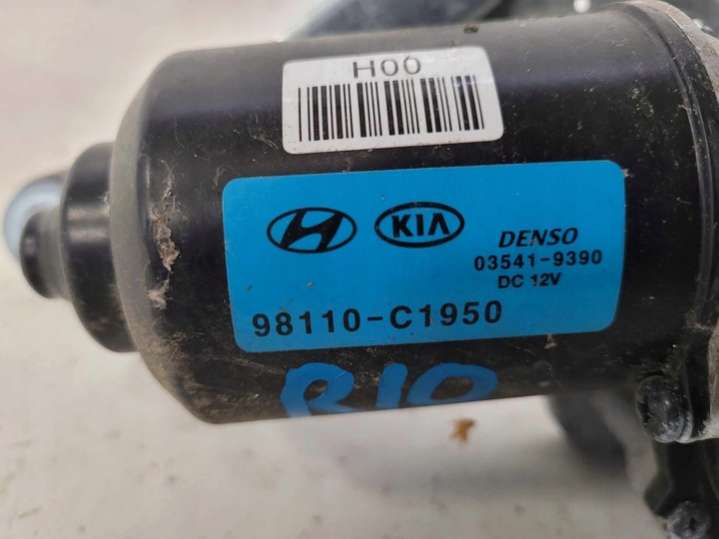 H00
KIA
DENSO
03541-9390
DC 12V
98110-C1950
RIO